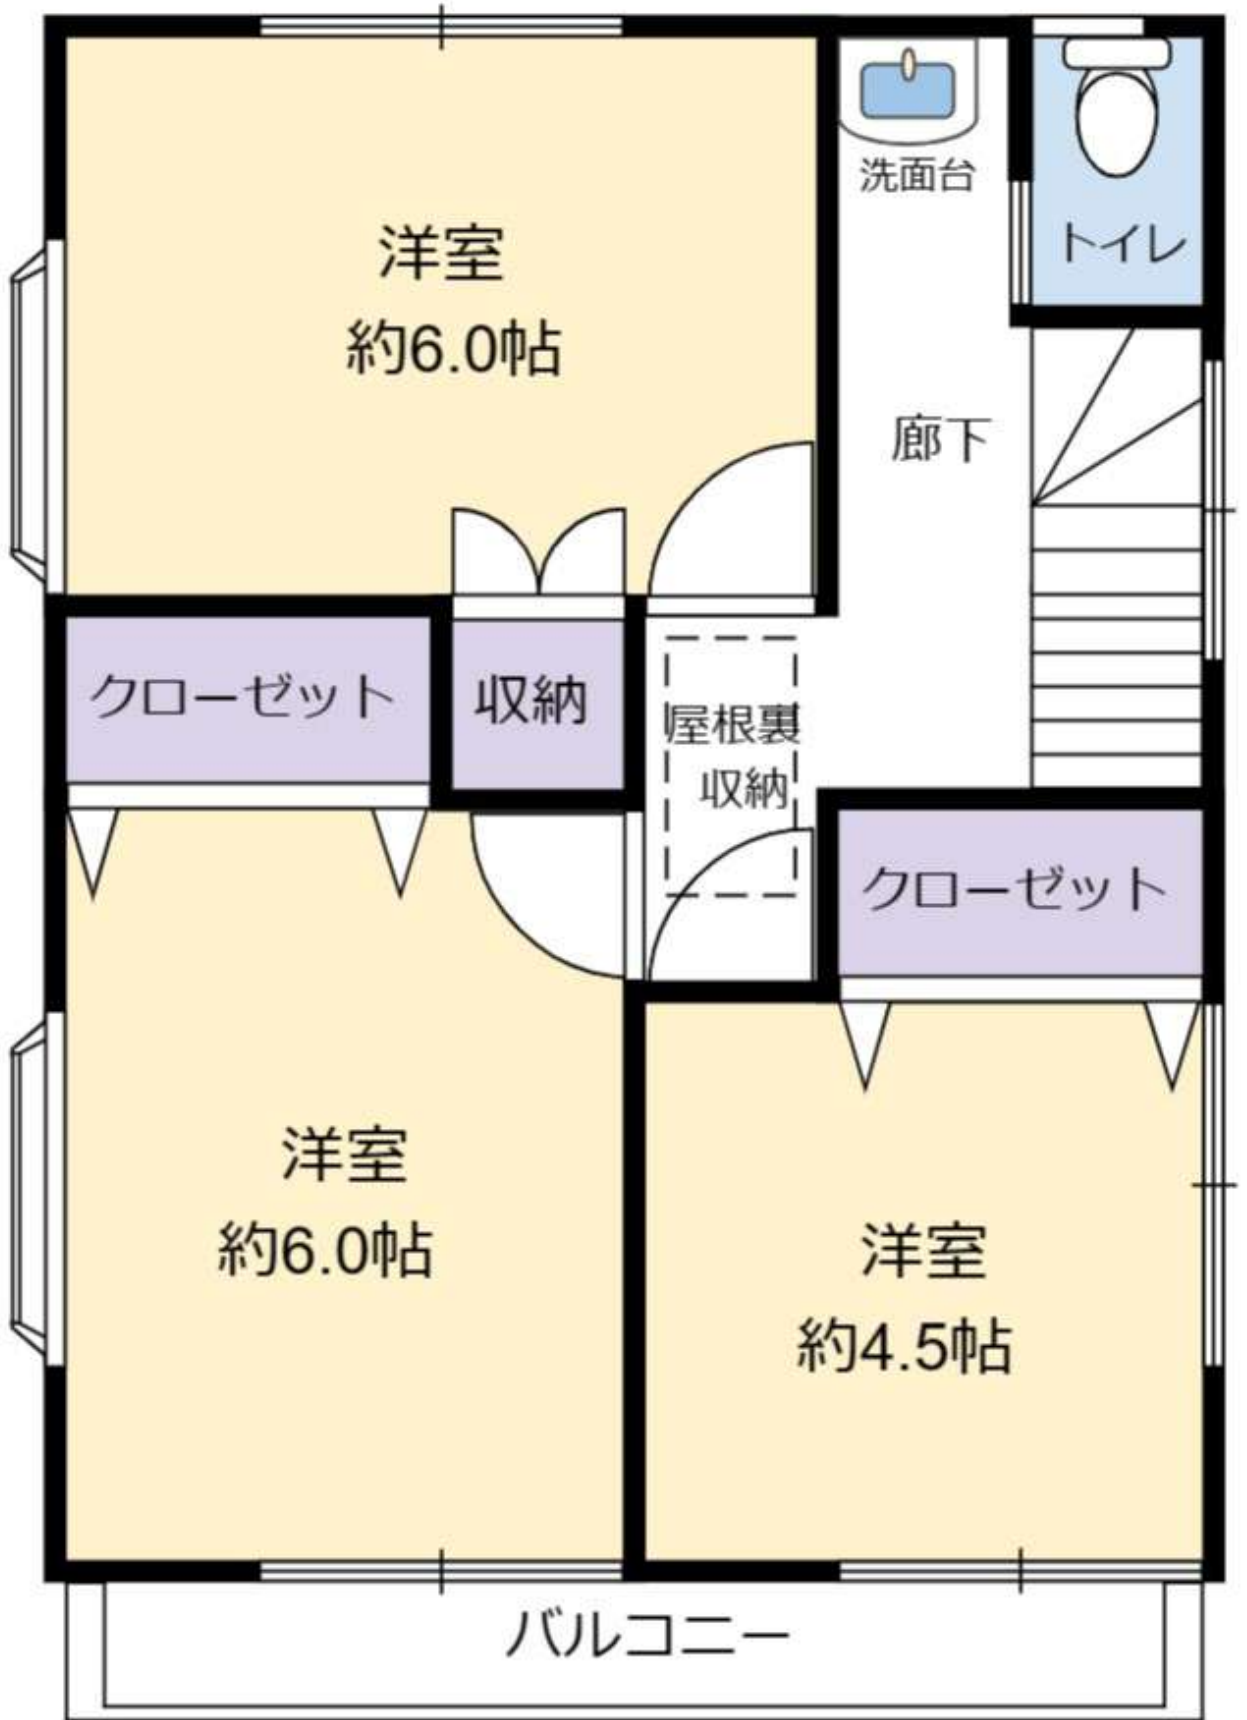 洗面台
トイレ
洋室
約6.0帖
廊下
クローゼット
収納
屋根裏
収納
クローゼット
洋室
約6.0帖
洋室
約4.5帖
バルコニー